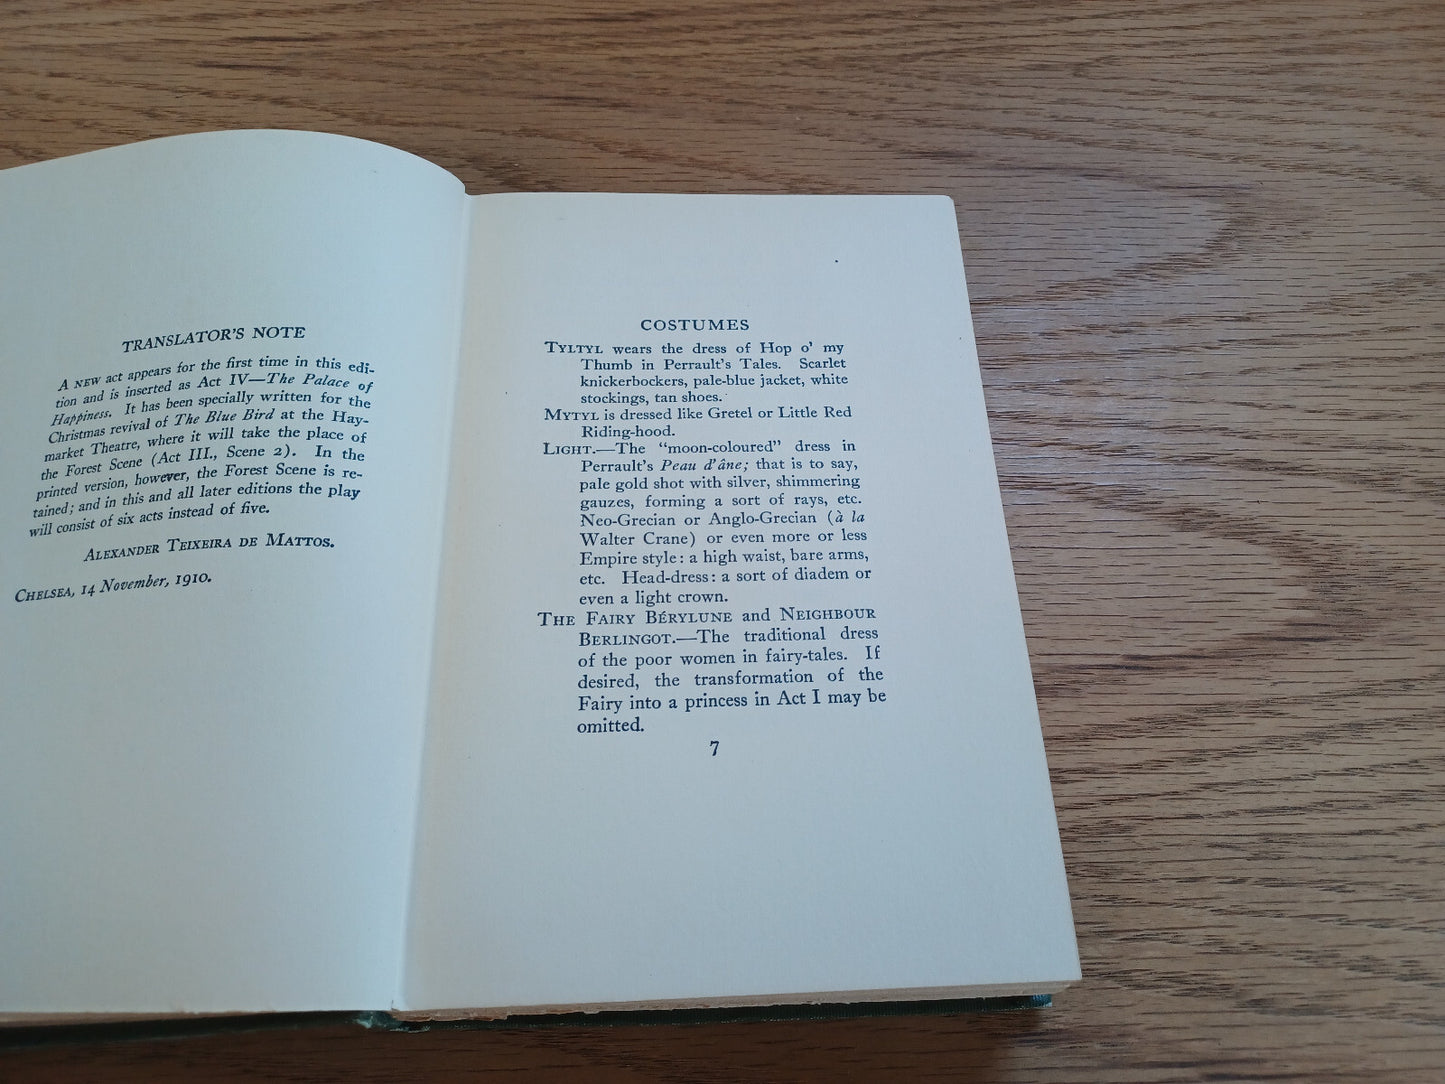 TRANSLATOR'S NOTE
A NEW act appears for the first time in this edi-
tion and is inserted as Act IV—The Palace of
Happiness. It has been specially written for the
Christmas revival of The Blue Bird at the Hay-
market Theatre, where it will take the place of
the Forest Scene (Act III., Scene 2). In the
printed version, however, the Forest Scene is re-
tained; and in this and all later editions the play
will consist of six acts instead of five.
ALEXANDER TEIXEIRA DE MATTOS.
CHELSEA, 14 November, 1910.
COSTUMES
TYLTYL wears the dress of Hop o' my
Thumb in Perrault's Tales. Scarlet
knickerbockers, pale-blue jacket, white
stockings, tan shoes.
MYTYL is dressed like Gretel or Little Red
Riding-hood.
LIGHT.—The "moon-coloured" dress in
Perrault's Peau d'âne; that is to say,
pale gold shot with silver, shimmering
gauzes, forming a sort of rays, etc.
Neo-Grecian or Anglo-Grecian (à la
Walter Crane) or even more or less
Empire style: a high waist, bare arms,
etc. Head-dress: a sort of diadem or
even a light crown.
THE FAIRY BÉRYLUNE and NEIGHBOUR
BERLINGOT.—The traditional dress
of the poor women in fairy-tales. If
desired, the transformation of the
Fairy into a princess in Act I may be
omitted.
7